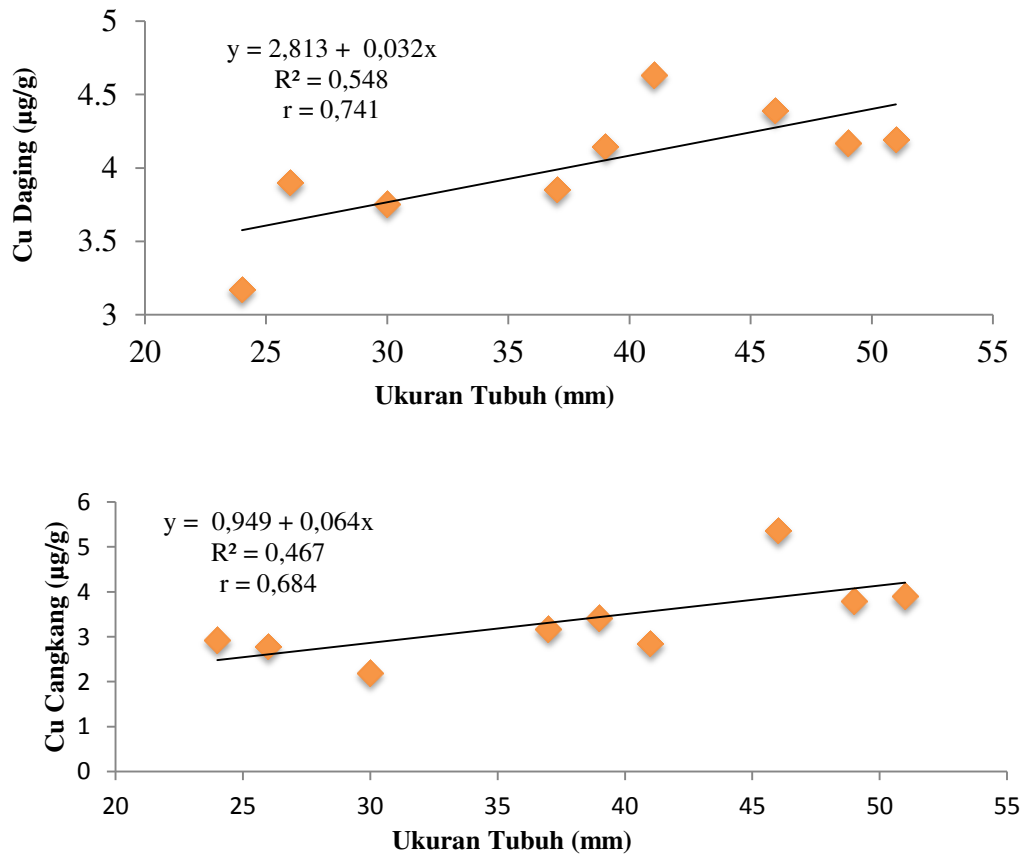 y = 2,813 + 0,032x
R² = 0,548
r = 0,741
Cu Daging (µg/g)
5
4.5
4
3.5
3
20 25 30 35 40 45 50 55
Ukuran Tubuh (mm)
y = 0,949 + 0,064x
R² = 0,467
r = 0,684
Cu Cangkang (µg/g)
6
5
4
3
2
1
0
20 25 30 35 40 45 50 55
Ukuran Tubuh (mm)